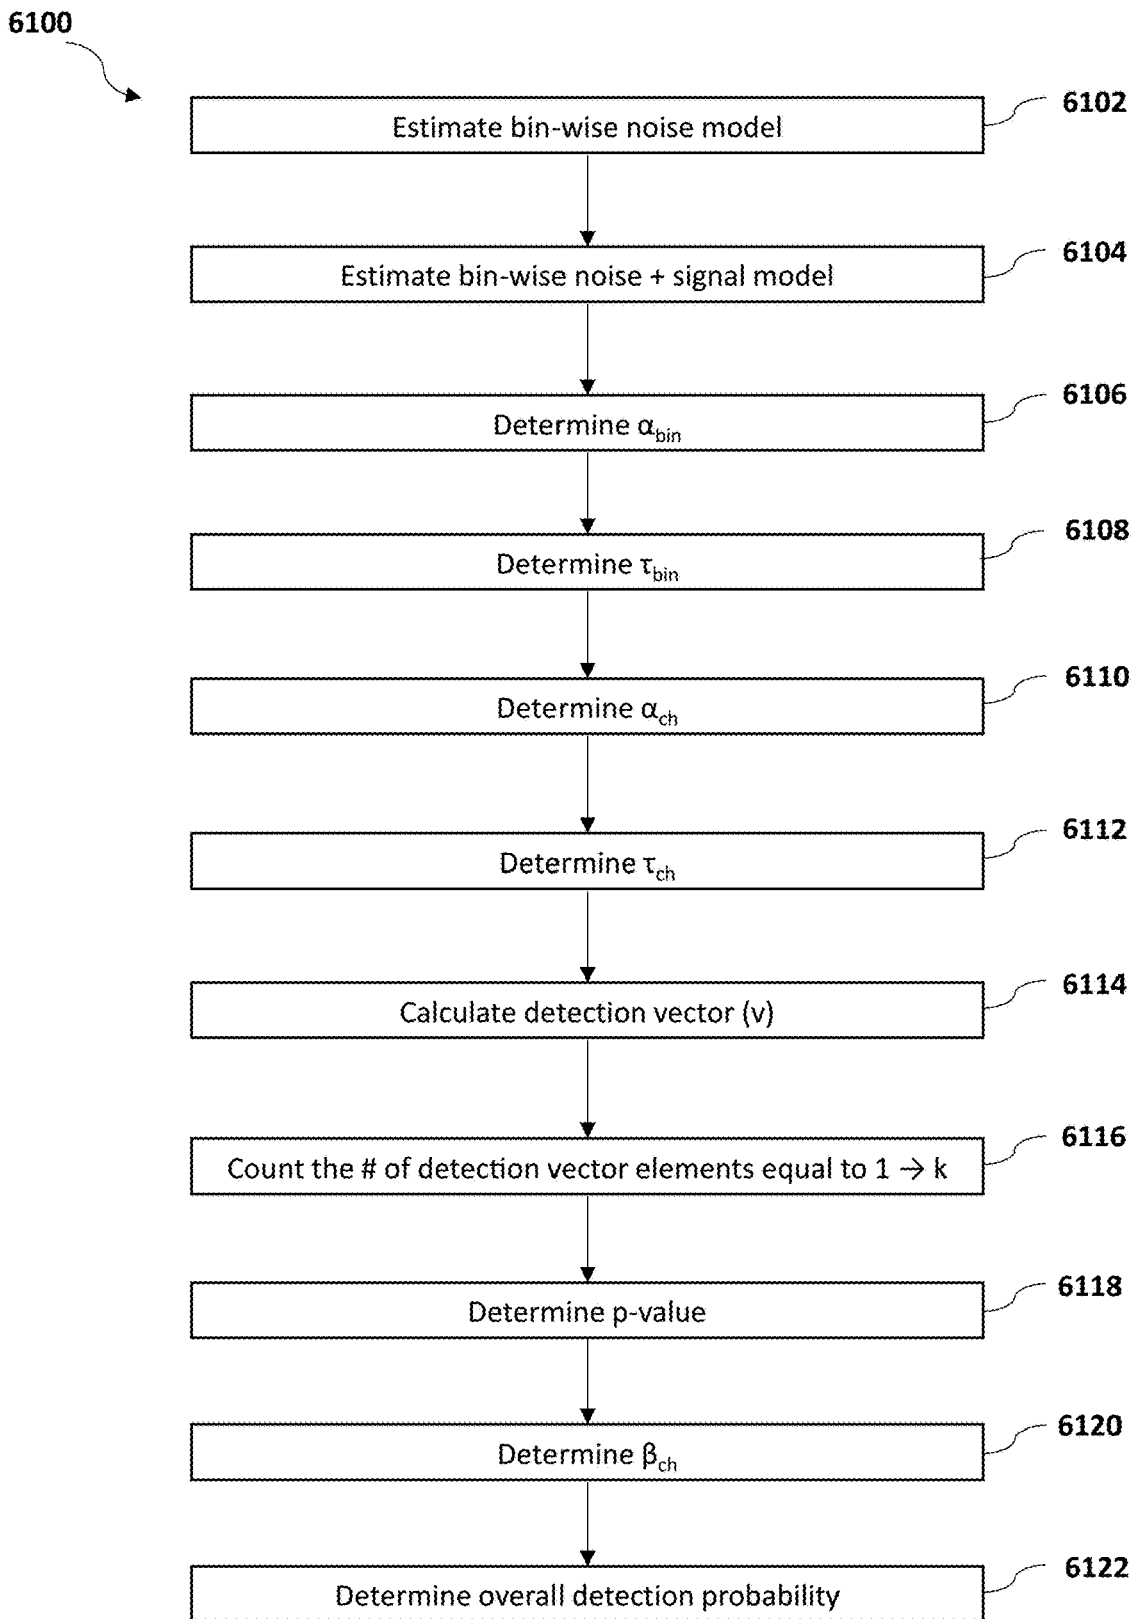 6100
6102
Estimate bin-wise noise model
6104
Estimate bin-wise noise + signal model
6106
Determine αbin
6108
Determine τbin
6110
Determine αch
6112
Determine τch
6114
Calculate detection vector (v)
6116
Count the # of detection vector elements equal to 1 → k
6118
Determine p-value
6120
Determine βch
6122
Determine overall detection probability